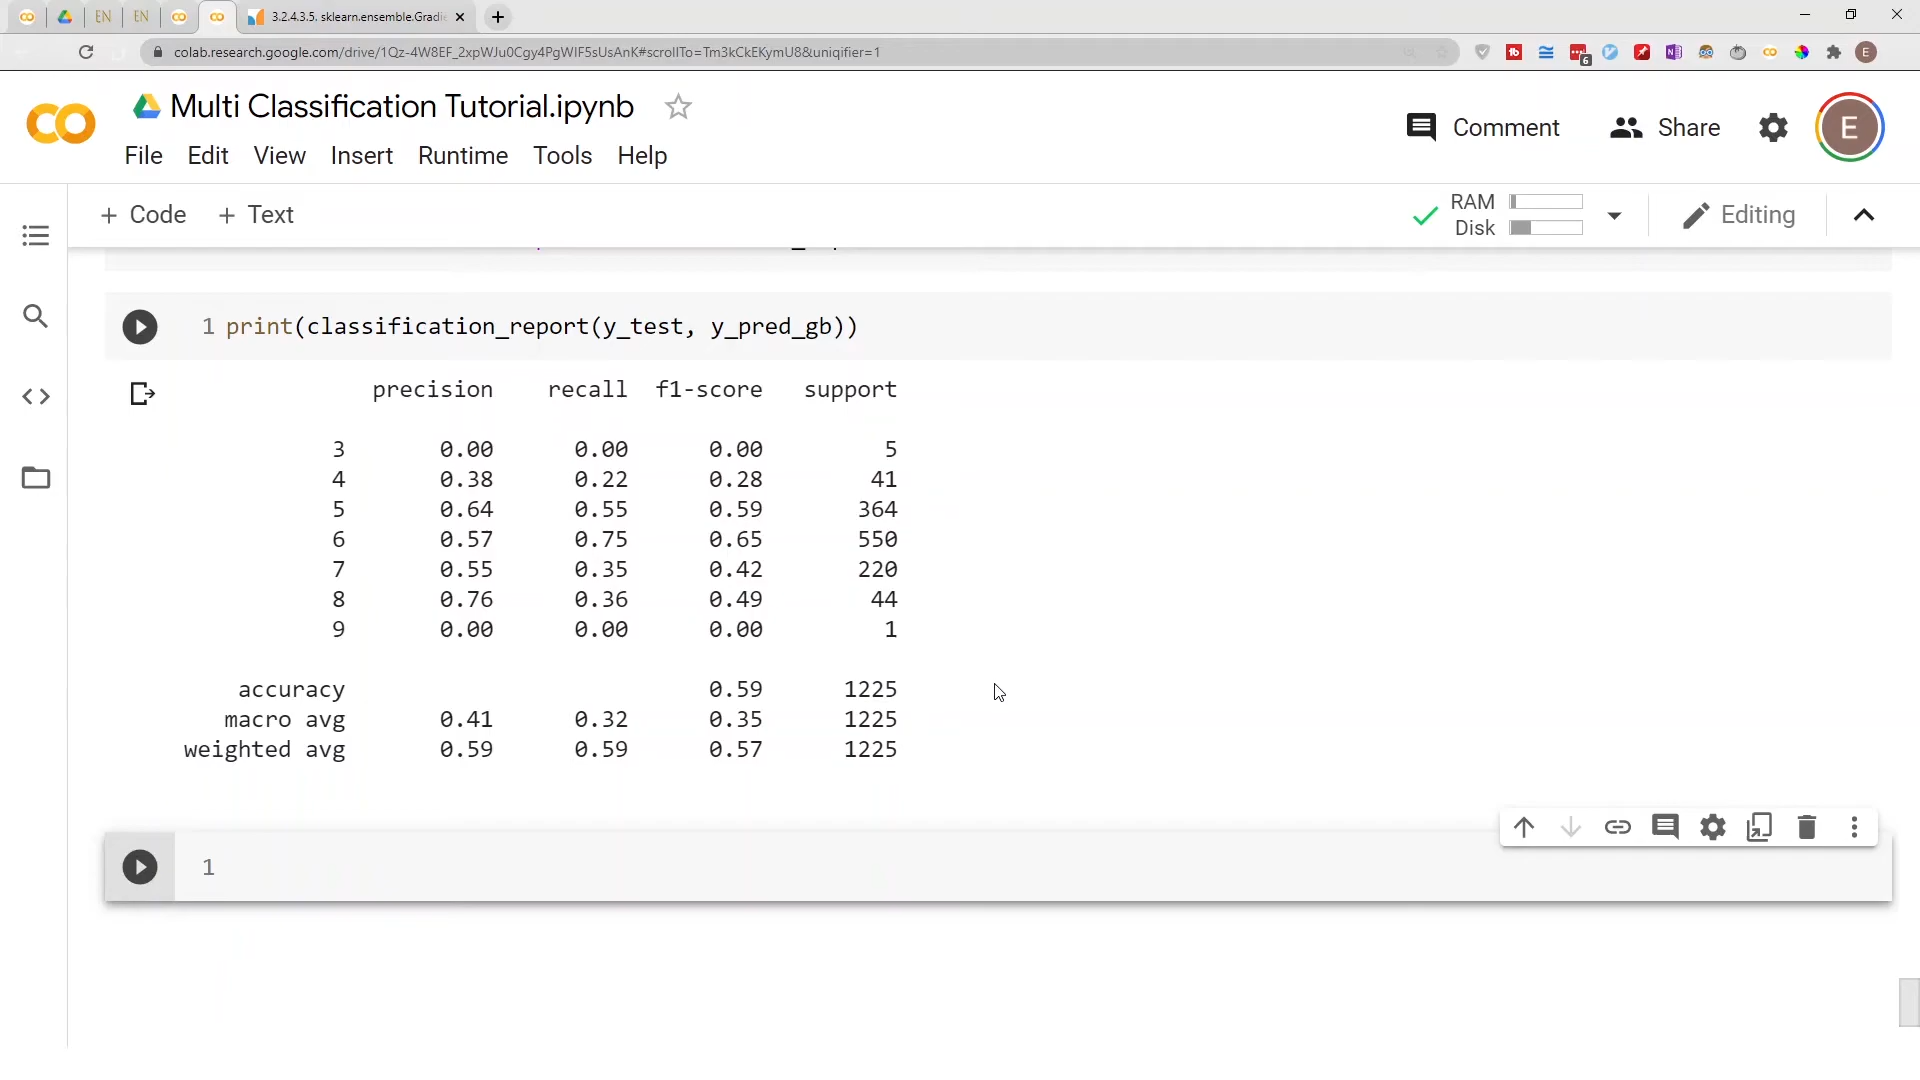 EN
EN
3.2.4.3.5. sklearn.ensemble.Gradie
colab.research.google.com/drive/1Qz-4W8EF_2xpWJu0Cgy4PgWIF5sUsAnK#scrollTo=Tm3kCkEKymU8&uniqifier=1
6
E
Multi Classification Tutorial.ipynb
Comment
Share
E
File Edit View Insert Runtime Tools Help
+ Code + Text
RAM
Disk
Editing
1 print(classification_report(y_test, y_pred_gb))
precision recall f1-score support
3 0.00 0.00 0.00 5
4 0.38 0.22 0.28 41
5 0.64 0.55 0.59 364
6 0.57 0.75 0.65 550
7 0.55 0.35 0.42 220
8 0.76 0.36 0.49 44
9 0.00 0.00 0.00 1
accuracy 0.59 1225
macro avg 0.41 0.32 0.35 1225
weighted avg 0.59 0.59 0.57 1225
1